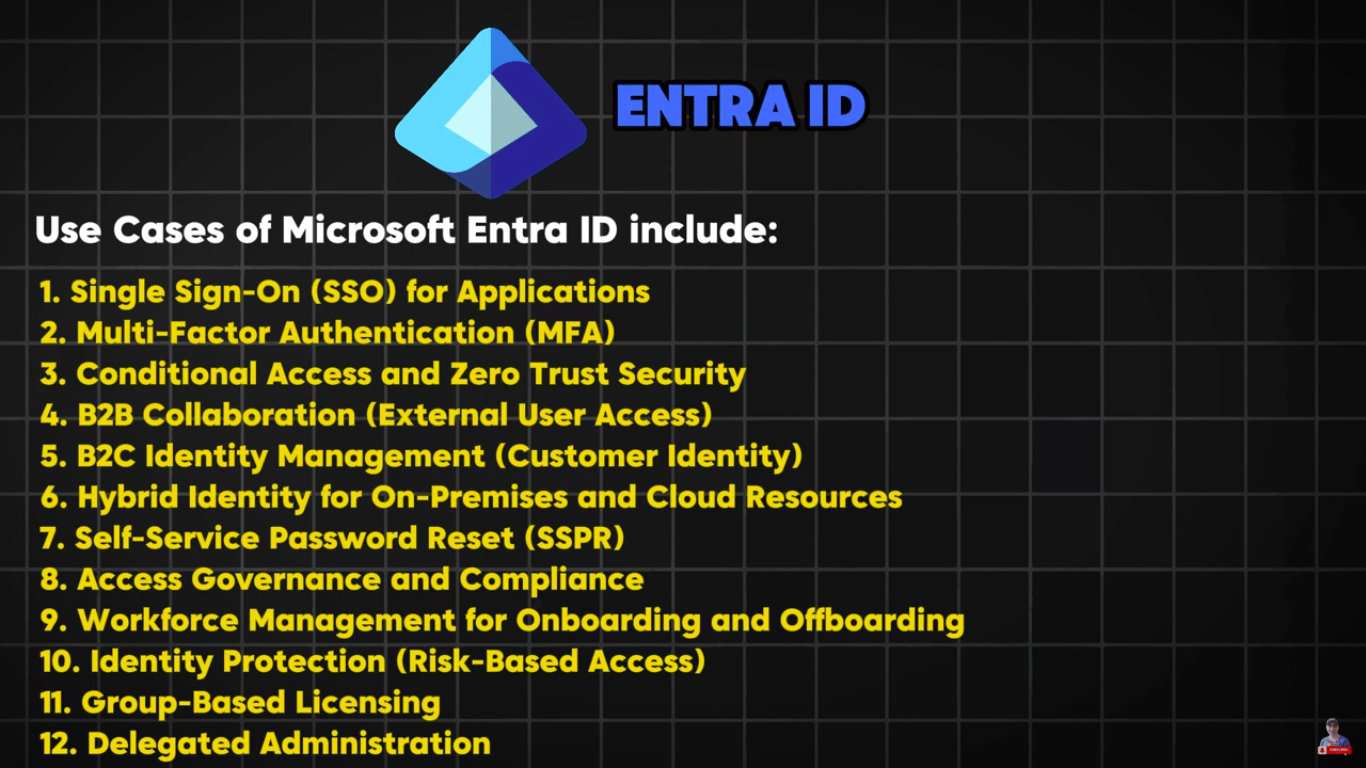 ENTRA ID
Use Cases of Microsoft Entra ID include:
1. Single Sign-On (SSO) for Applications
2. Multi-Factor Authentication (MFA)
3. Conditional Access and Zero Trust Security
4. B2B Collaboration (External User Access)
5. B2C Identity Management (Customer Identity)
6. Hybrid Identity for On-Premises and Cloud Resources
7. Self-Service Password Reset (SSPR)
8. Access Governance and Compliance
9. Workforce Management for Onboarding and Offboarding
10. Identity Protection (Risk-Based Access)
11. Group-Based Licensing
12. Delegated Administration